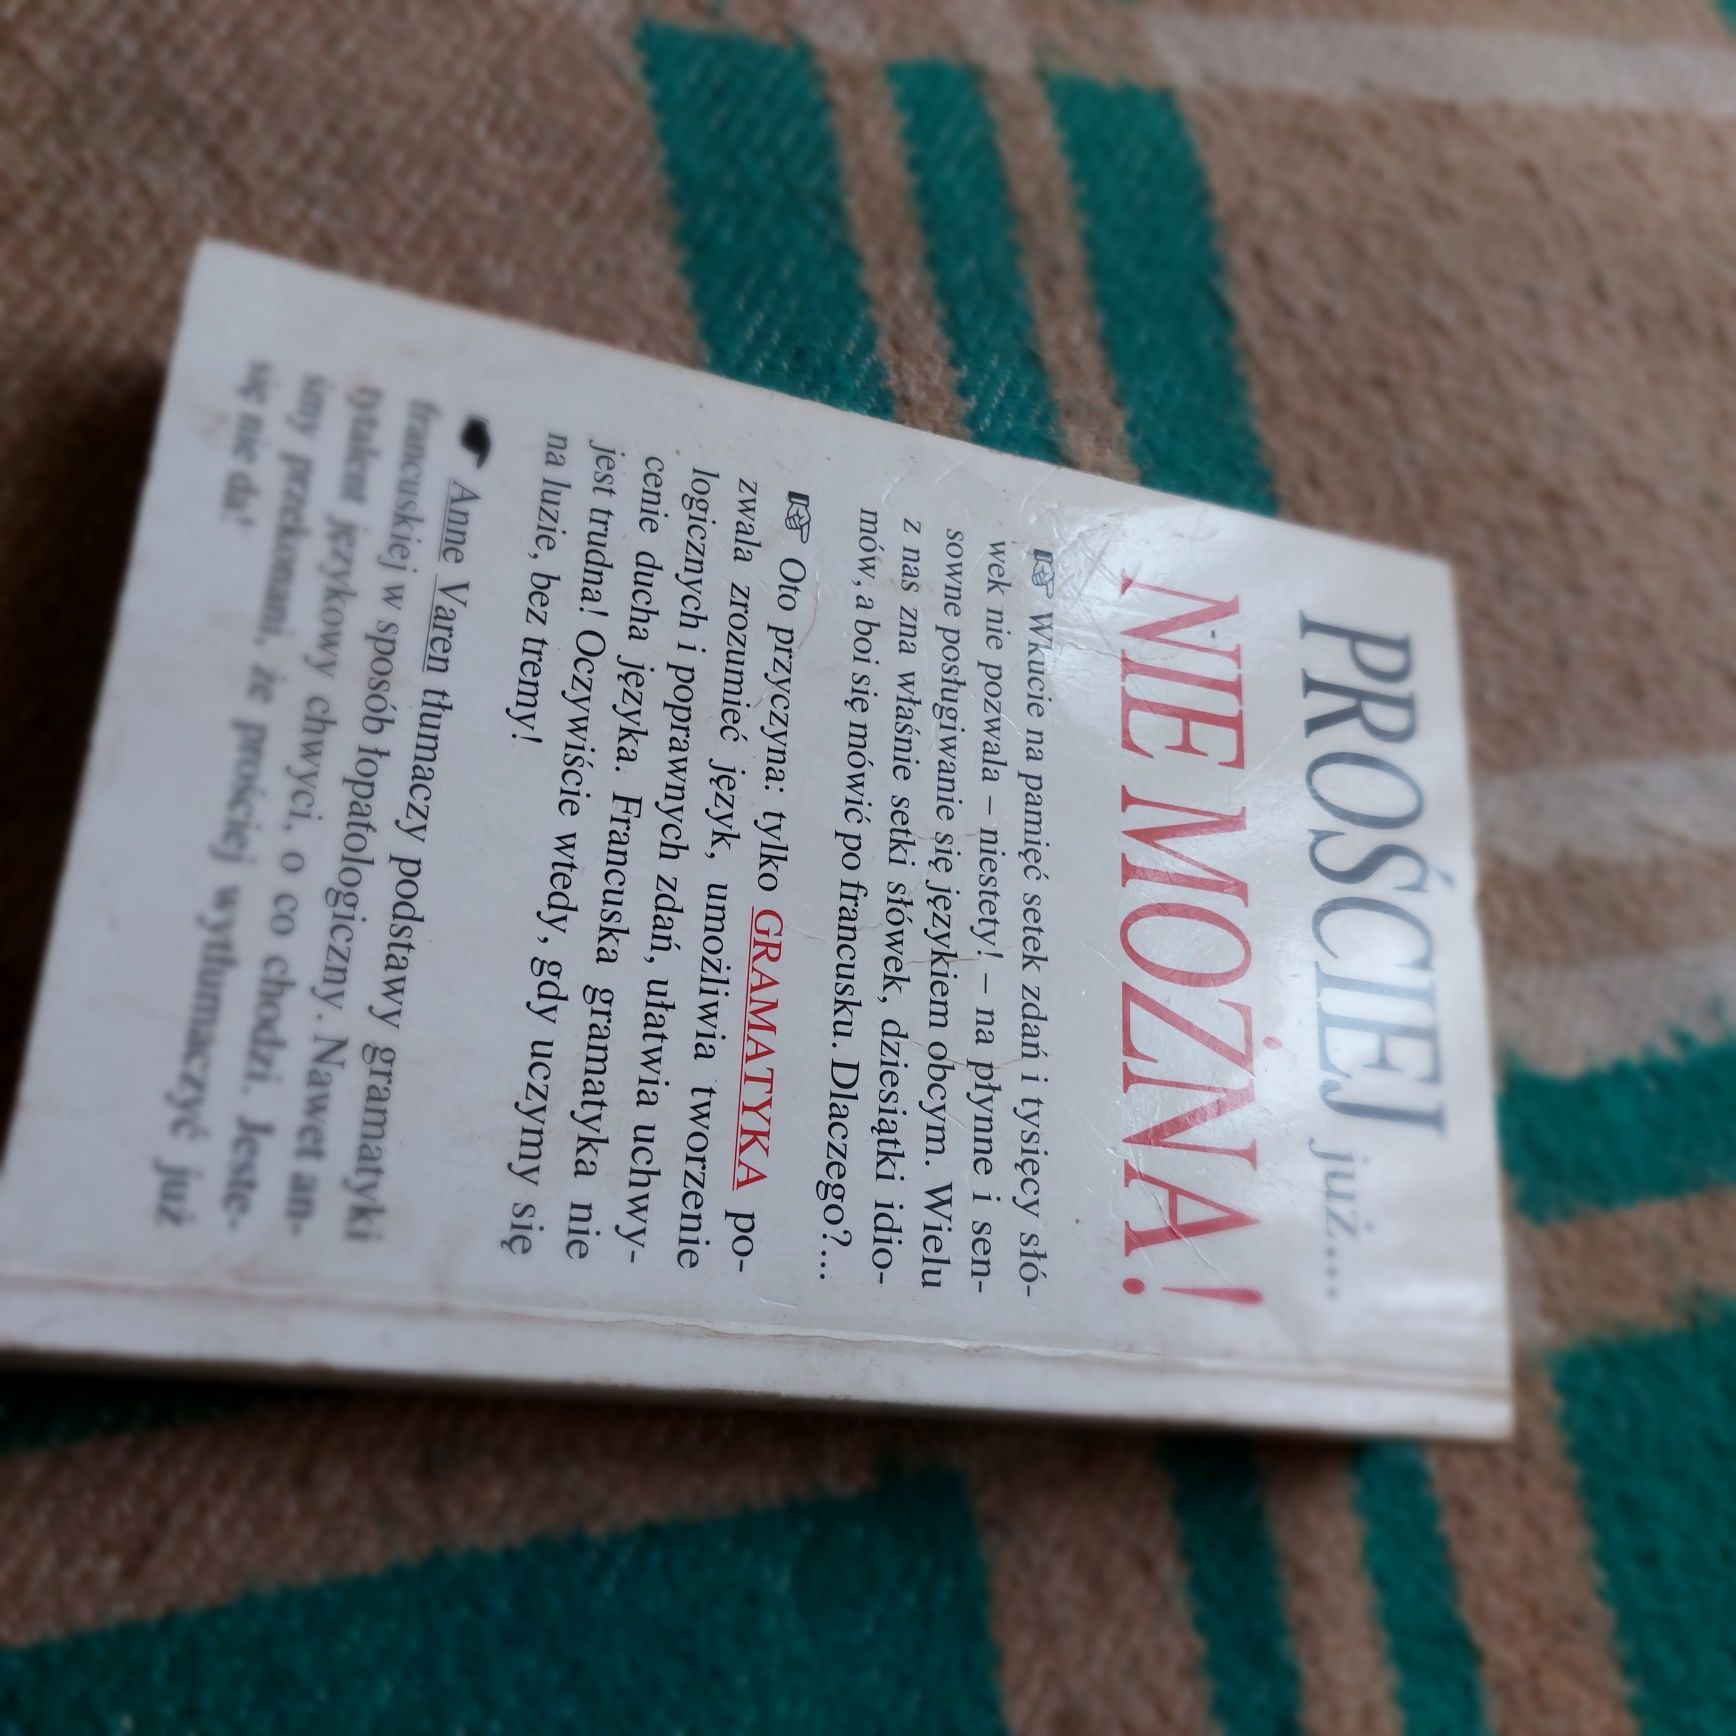 PROŚCIEJ już...
NIE MOŻNA!
☞ Wkucie na pamięć setek zdań i tysięcy słó-
wek nie pozwala – niestety! – na płynne i sen-
sowne posługiwanie się językiem obcym. Wielu
z nas zna właśnie setki słówek, dziesiątki idio-
mów, a boi się mówić po francusku. Dlaczego?...
☞ Oto przyczyna: tylko GRAMATYKA po-
zwala zrozumieć język, umożliwia tworzenie
logicznych i poprawnych zdań, ułatwia uchwy-
cenie ducha języka. Francuska gramatyka nie
jest trudna! Oczywiście wtedy, gdy uczymy się
na luzie, bez tremy!
☛ Anne Varen tłumaczy podstawy gramatyki
francuskiej w sposób łopatologiczny. Nawet an-
tytalent językowy chwyci, o co chodzi. Jeste-
śmy przekonani, że prościej wytłumaczyć już
się nie da!